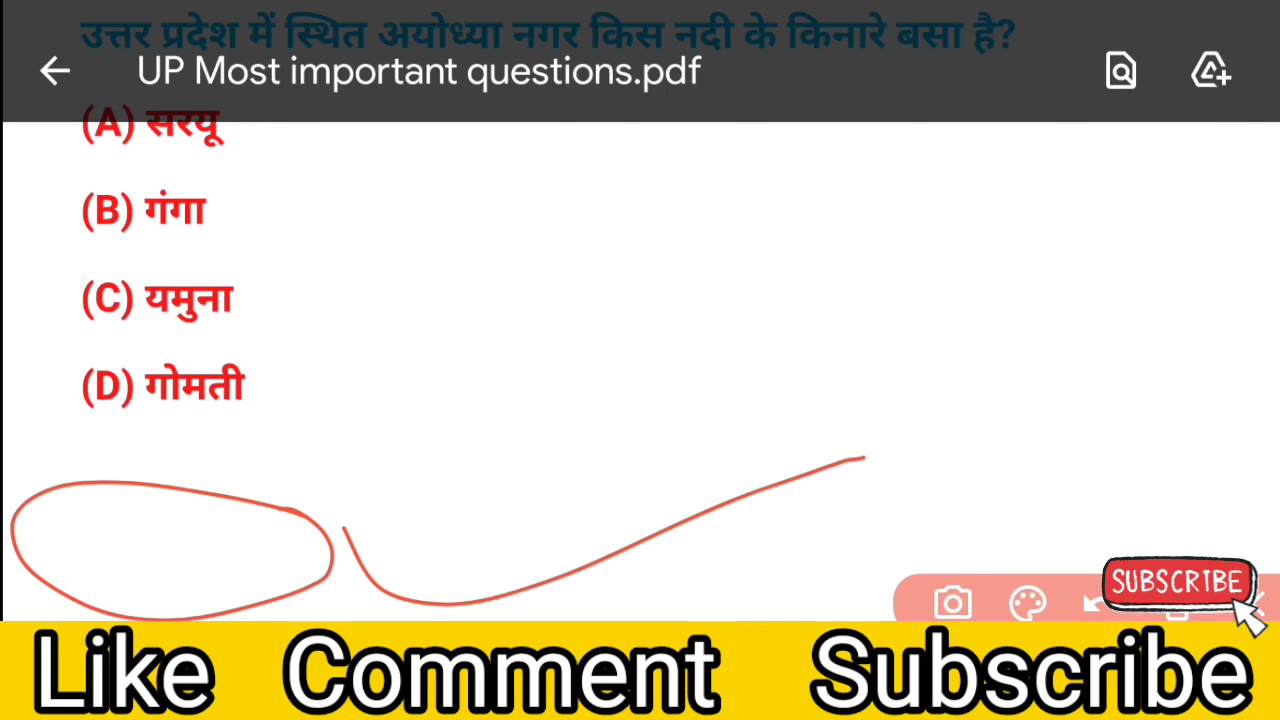 उत्तर प्रदेश में स्थित अयोध्या नगर किस नदी के किनारे बसा है?
UP Most important questions.pdf
(A) सरयू
(B) गंगा
(C) यमुना
(D) गोमती
SUBSCRIBE
Like Comment Subscribe